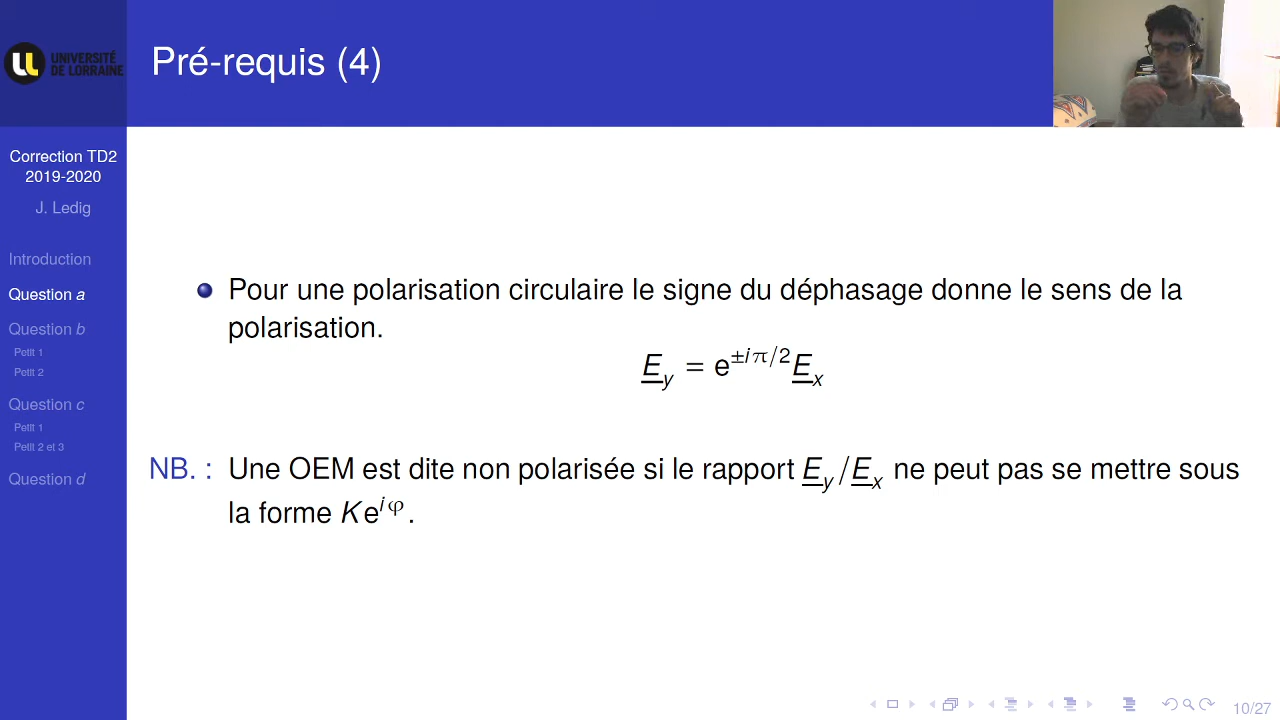 UNIVERSITÉ
DE LORRAINE
Pré-requis (4)
Correction TD2
2019-2020
J. Ledig
Introduction
Question a
Question b
Petit 1
Petit 2
Question c
Petit 1
Petit 2 et 3
Question d
Pour une polarisation circulaire le signe du déphasage donne le sens de la
polarisation.
E_y = e^{±iπ/2} E_x
NB. : Une OEM est dite non polarisée si le rapport E_y/E_x ne peut pas se mettre sous
la forme Ke^{iφ}.
10/27